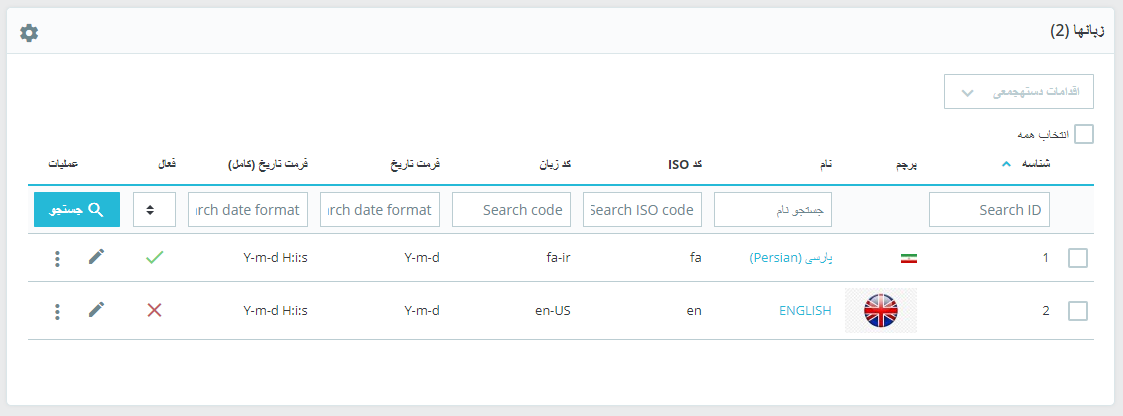 زبانها (2)
اقدامات دستهجمعی
انتخاب همه
شناسه پرچم نام کد ISO کد زبان فرمت تاریخ فرمت تاریخ (کامل) فعال عملیات
Search ID جستجو نام Search ISO code Search code rch date format rch date format جستجو
1 پارسی (Persian) fa fa-ir Y-m-d Y-m-d H:i:s
2 ENGLISH en en-US Y-m-d Y-m-d H:i:s